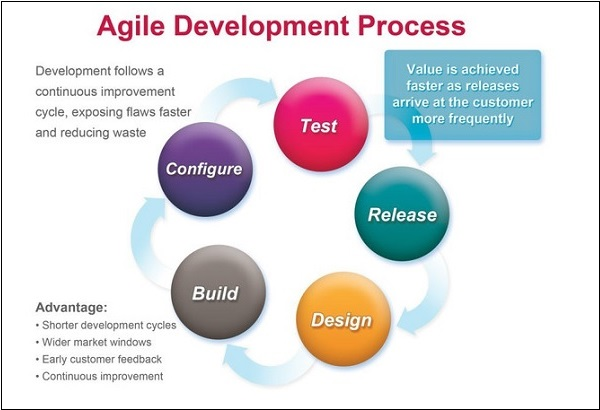 Agile Development Process
Development follows a
continuous improvement
cycle, exposing flaws faster
and reducing waste
Value is achieved
faster as releases
arrive at the customer
more frequently
Test
Configure
Release
Build
Design
Advantage:
• Shorter development cycles
• Wider market windows
• Early customer feedback
• Continuous improvement